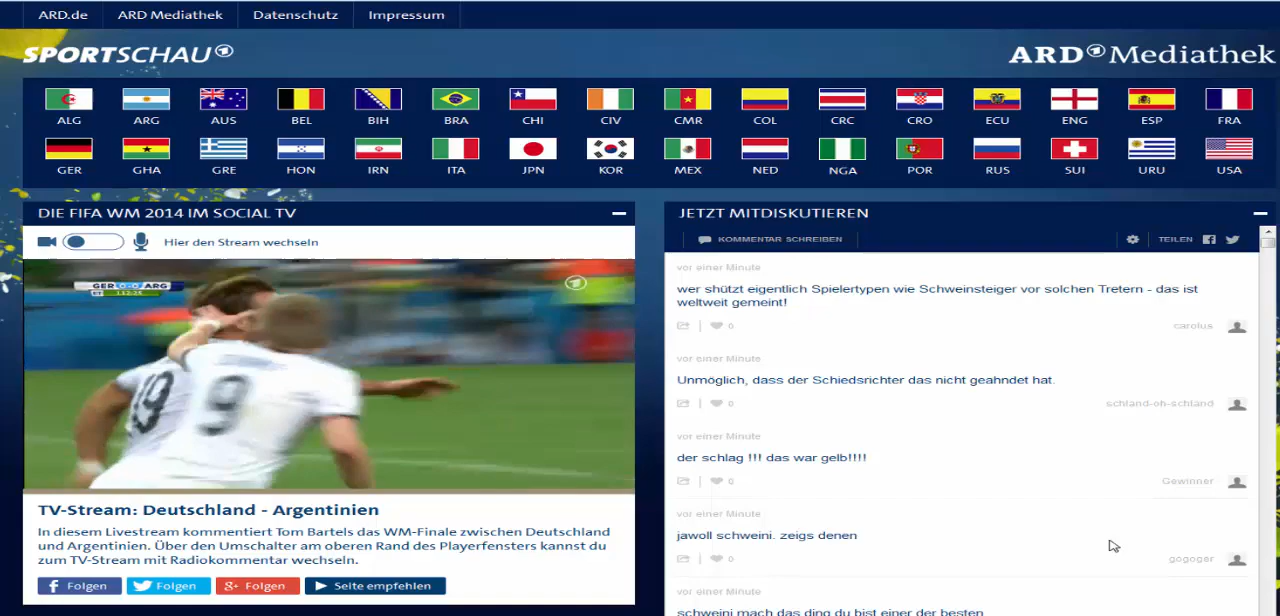 ARD.de ARD Mediathek Datenschutz Impressum
SPORTSCHAU ARD Mediathek
ALG ARG AUS BEL BIH BRA CHI CIV CMR COL CRC CRO ECU ENG ESP FRA
GER GHA GRE HON IRN ITA JPN KOR MEX NED NGA POR RUS SUI URU USA
DIE FIFA WM 2014 IM SOCIAL TV
Hier den Stream wechseln
GER 0-0 ARG
19
9
TV-Stream: Deutschland - Argentinien
In diesem Livestream kommentiert Tom Bartels das WM-Finale zwischen Deutschland
und Argentinien. Über den Umschalter am oberen Rand des Playerfensters kannst du
zum TV-Stream mit Radiokommentar wechseln.
Folgen Folgen Folgen Seite empfehlen
JETZT MITDISKUTIEREN
KOMMENTAR SCHREIBEN TEILEN
vor einer Minute
wer shützt eigentlich Spielertypen wie Schweinsteiger vor solchen Tretern - das ist
weltweit gemeint!
0 carolus
vor einer Minute
Unmöglich, dass der Schiedsrichter das nicht geahndet hat.
0 schland-oh-schland
vor einer Minute
der schlag !!! das war gelb!!!!
0 Gewinner
vor einer Minute
jawoll schweini. zeigs denen
0 gogoger
vor einer Minute
schweini mach das ding du bist einer der besten